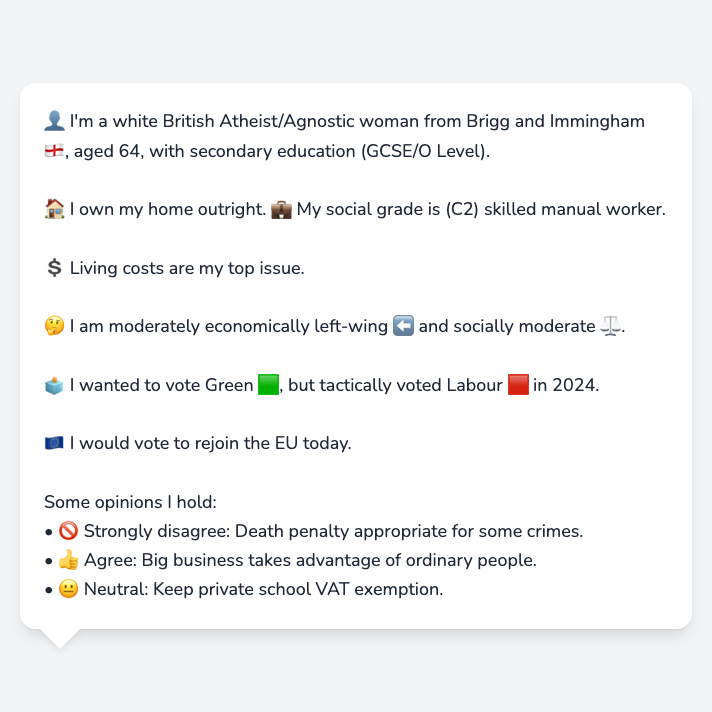 👤 I'm a white British Atheist/Agnostic woman from Brigg and Immingham
🏴󠁧󠁢󠁥󠁮󠁧󠁿, aged 64, with secondary education (GCSE/O Level).
🏠 I own my home outright. 💼 My social grade is (C2) skilled manual worker.
💲 Living costs are my top issue.
🤔 I am moderately economically left-wing ⬅️ and socially moderate ⚖️.
🗳️ I wanted to vote Green 🟩, but tactically voted Labour 🟥 in 2024.
🇪🇺 I would vote to rejoin the EU today.
Some opinions I hold:
• 🚫 Strongly disagree: Death penalty appropriate for some crimes.
• 👍 Agree: Big business takes advantage of ordinary people.
• 😐 Neutral: Keep private school VAT exemption.